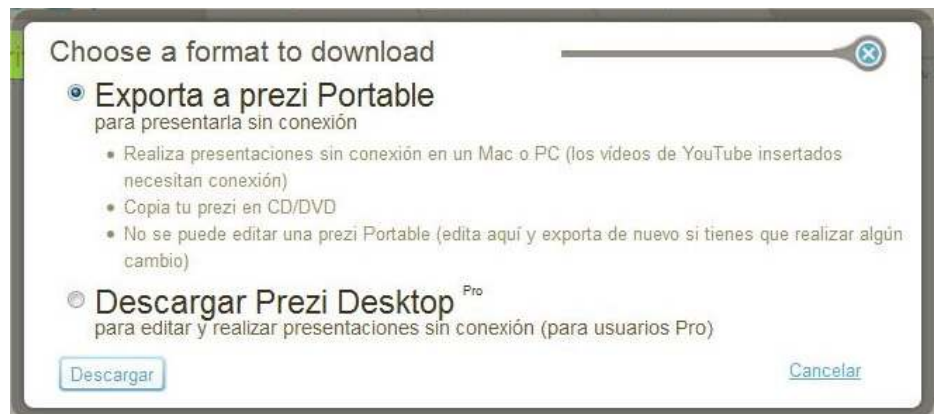 Choose a format to download
Exporta a prezi Portable
para presentarla sin conexión
Realiza presentaciones sin conexión en un Mac o PC (los vídeos de YouTube insertados
necesitan conexión)
Copia tu prezi en CD/DVD
No se puede editar una prezi Portable (edita aquí y exporta de nuevo si tienes que realizar algún
cambio)
Descargar Prezi Desktop Pro
para editar y realizar presentaciones sin conexión (para usuarios Pro)
Descargar
Cancelar